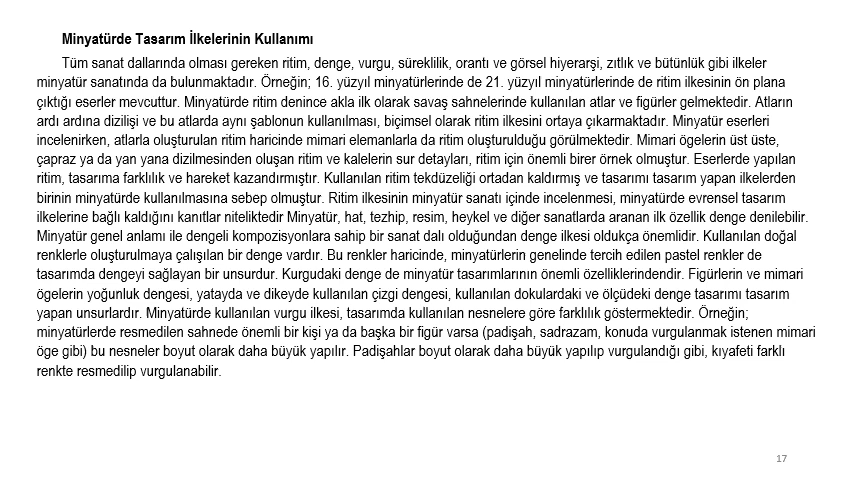 Minyatürde Tasarım İlkelerinin Kullanımı
Tüm sanat dallarında olması gereken ritim, denge, vurgu, süreklilik, orantı ve görsel hiyerarşi, zıtlık ve bütünlük gibi ilkeler
minyatür sanatında da bulunmaktadır. Örneğin; 16. yüzyıl minyatürlerinde de 21. yüzyıl minyatürlerinde de ritim ilkesinin ön plana
çıktığı eserler mevcuttur. Minyatürde ritim denince akla ilk olarak savaş sahnelerinde kullanılan atlar ve figürler gelmektedir. Atların
ardı ardına dizilişi ve bu atlarda aynı şablonun kullanılması, biçimsel olarak ritim ilkesini ortaya çıkarmaktadır. Minyatür eserleri
incelenirken, atlarla oluşturulan ritim haricinde mimari elemanlarla da ritim oluşturulduğu görülmektedir. Mimari ögelerin üst üste,
çapraz ya da yan yana dizilmesinden oluşan ritim ve kalelerin sur detayları, ritim için önemli birer örnek olmuştur. Eserlerde yapılan
ritim, tasarıma farklılık ve hareket kazandırmıştır. Kullanılan ritim tekdüzeliği ortadan kaldırmış ve tasarımı tasarım yapan ilkelerden
birinin minyatürde kullanılmasına sebep olmuştur. Ritim ilkesinin minyatür sanatı içinde incelenmesi, minyatürde evrensel tasarım
ilkelerine bağlı kaldığını kanıtlar niteliktedir Minyatür, hat, tezhip, resim, heykel ve diğer sanatlarda aranan ilk özellik denge denilebilir.
Minyatür genel anlamı ile dengeli kompozisyonlara sahip bir sanat dalı olduğundan denge ilkesi oldukça önemlidir. Kullanılan doğal
renklerle oluşturulmaya çalışılan bir denge vardır. Bu renkler haricinde, minyatürlerin genelinde tercih edilen pastel renkler de
tasarımda dengeyi sağlayan bir unsurdur. Kurgudaki denge de minyatür tasarımlarının önemli özelliklerindendir. Figürlerin ve mimari
ögelerin yoğunluk dengesi, yatayda ve dikeyde kullanılan çizgi dengesi, kullanılan dokulardaki ve ölçüdeki denge tasarımı tasarım
yapan unsurlardır. Minyatürde kullanılan vurgu ilkesi, tasarımda kullanılan nesnelere göre farklılık göstermektedir. Örneğin;
minyatürlerde resmedilen sahnede önemli bir kişi ya da başka bir figür varsa (padişah, sadrazam, konuda vurgulanmak istenen mimari
öge gibi) bu nesneler boyut olarak daha büyük yapılır. Padişahlar boyut olarak daha büyük yapılıp vurgulandığı gibi, kıyafeti farklı
renkte resmedilip vurgulanabilir.
17